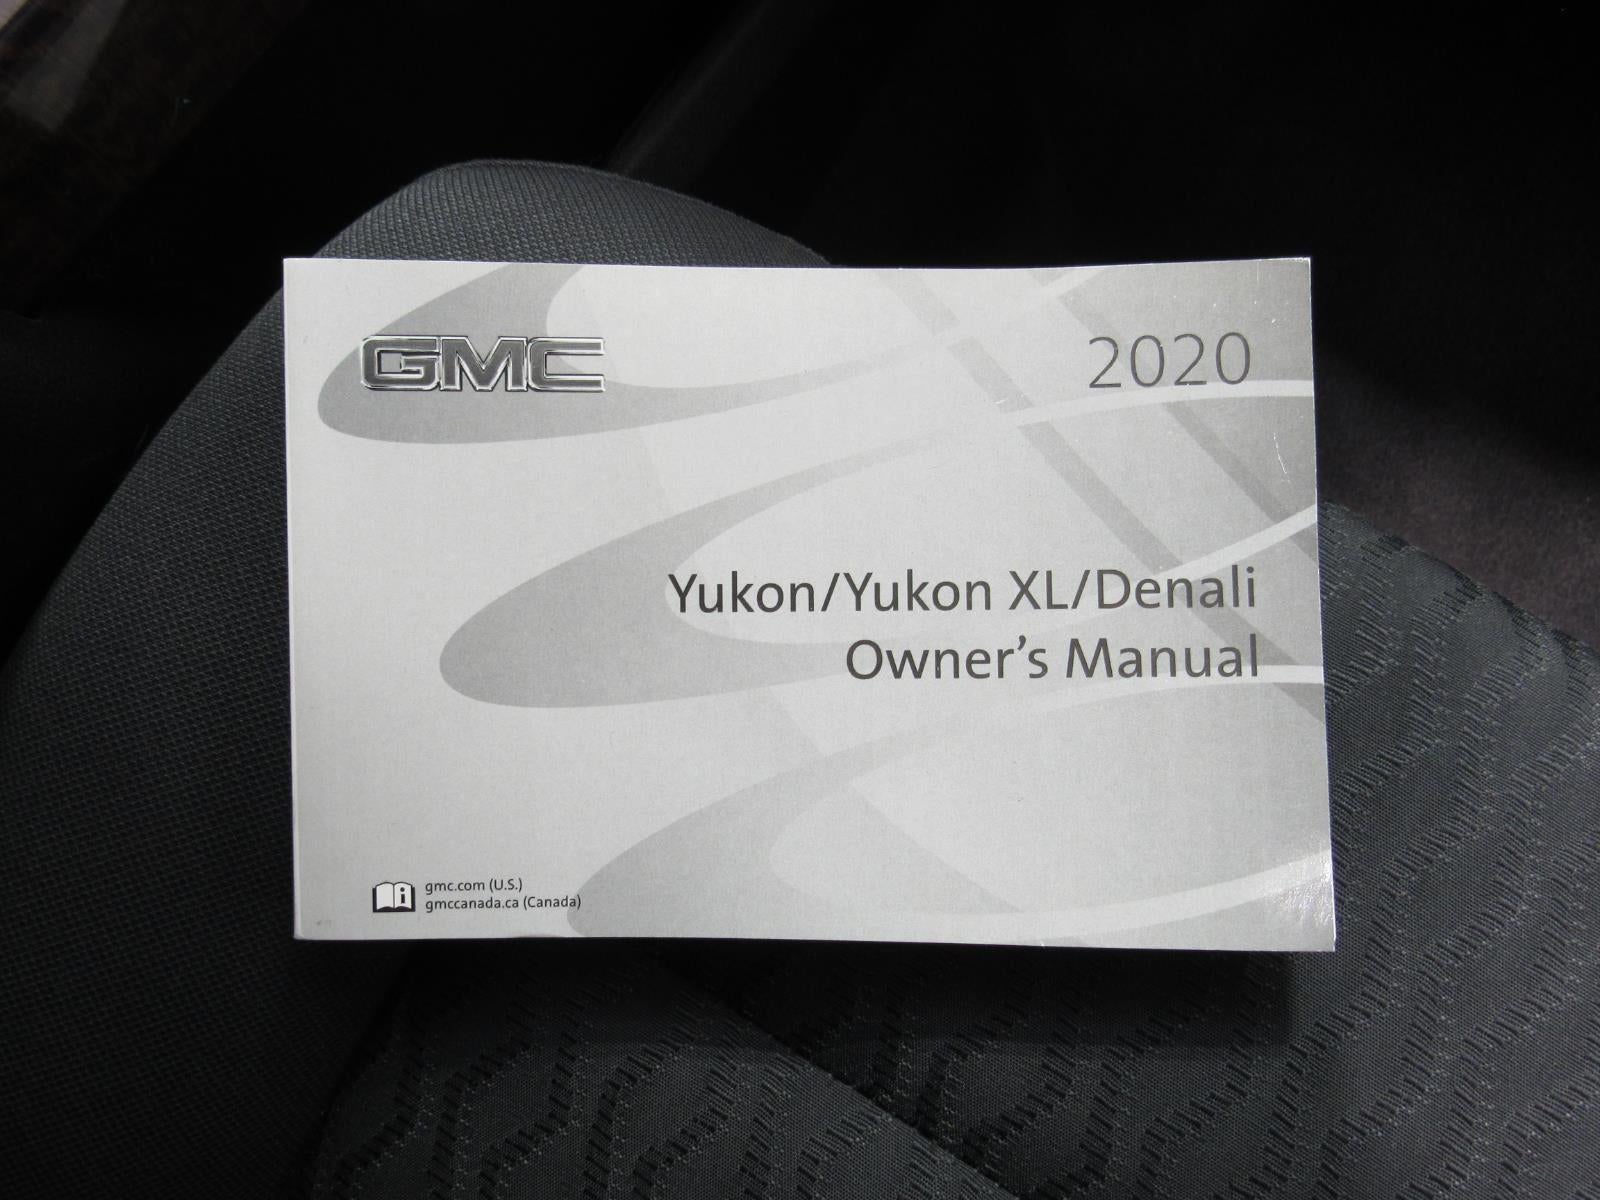 GMC
2020
Yukon/Yukon XL/Denali
Owner's Manual
gmc.com (U.S.)
gmccanada.ca (Canada)